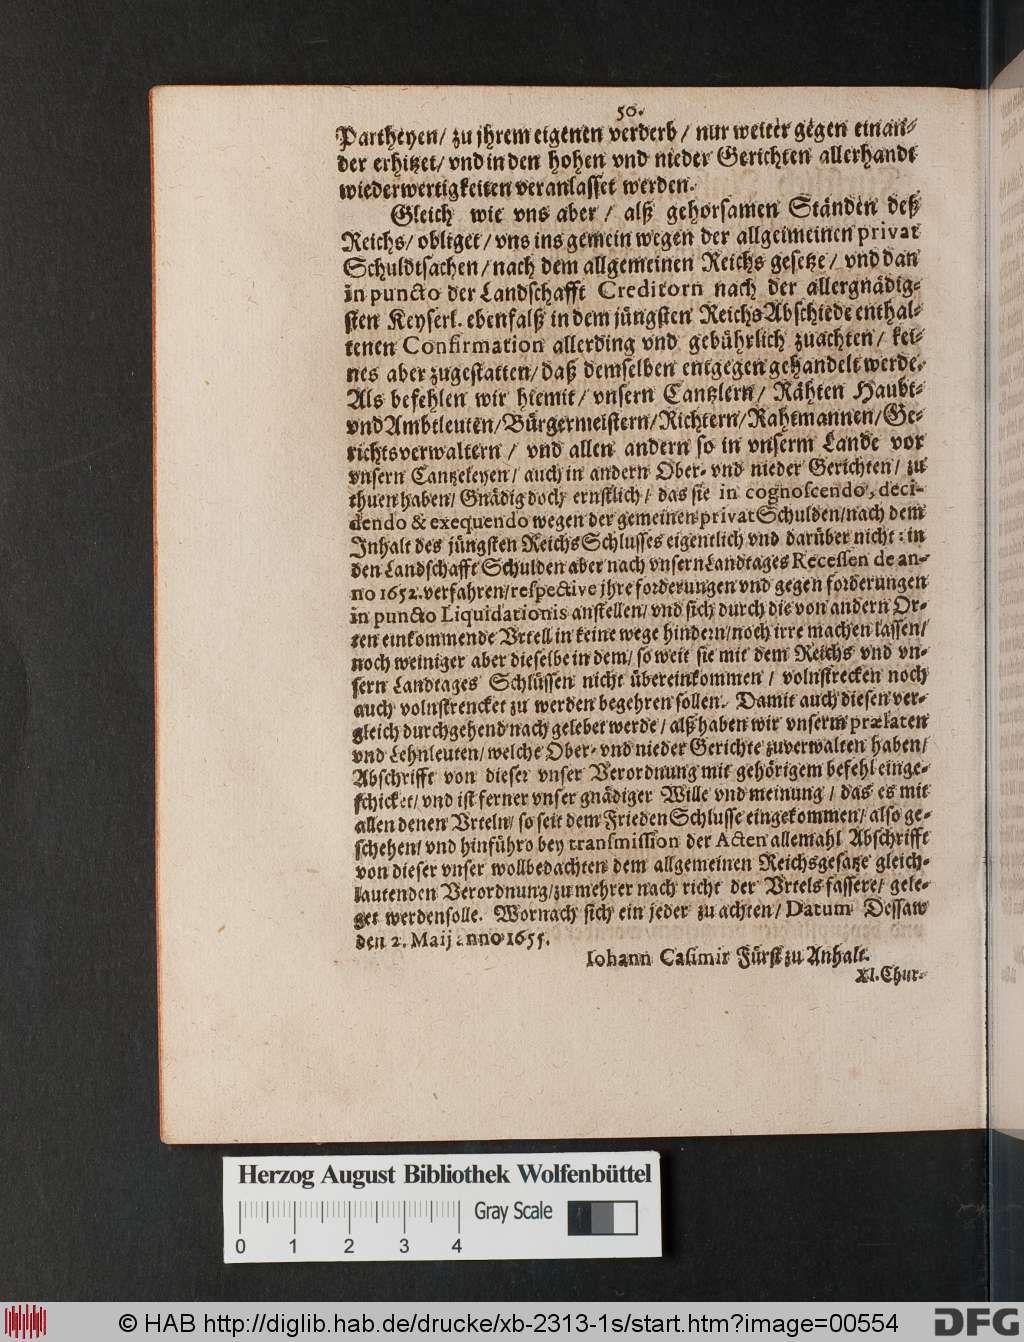 50.
Partheyen/ zu jhrem eigenen verderb/ nur weiter gegen einan-
der erhitzet/ vnd in den hohen vnd nieder Gerichten allerhandt
wiederwertigkeiten veranlasset werden.
Gleich wie vns aber/ alß gehorsamen Ständen deß
Reichs/ obliget/ vns ins gemein wegen der allgeimeinen privat
Schuldtsachen/ nach dem allgemeinen Reichs gesetze/ vnd dan
in puncto der Landschafft Creditorn nach der allergnädig-
sten Keyserl. ebenfalß in dem jüngsten ReichsAbschiede enthal-
tenen Confirmation allerding vnd gebührlich zuachten/ kei-
nes aber zugestatten/ daß demselben entgegen gehandelt werde.
Als befehlen wir hiemit/ vnsern Cantzlern/ Rähten Haubt-
vnd Ambtleuten/ Bürgermeistern/ Richtern/ Rahtmannen/ Ge-
richtsverwaltern/ vnd allen andern so in vnserm Lande vor
vnsern Cantzeleyen/ auch in andern Ober- vnd nieder Gerichten/ zu
thuen haben/ Gnädig doch ernstlich/ das sie in cognoſcendo, deci-
dendo & exequendo wegen der gemeinen privat Schulden/ nach dem
Inhalt des jüngsten ReichsSchlusses eigentlich vnd darüber nicht: in
den Landschafft Schulden aber nach vnsern Landtages Receſſen de an-
no 1652. verfahren/ reſpective jhre forderungen vnd gegen forderungen
in puncto Liquidationis anstellen/ vnd sich durch die von andern Or-
ten einkommende Vrtell in keine wege hindern/ noch irre machen lassen/
noch weiniger aber dieselbe in dem/ so weit sie mit dem Reichs vnd vn-
sern Landtages Schlüssen nicht übereinkommen/ volnstrecken noch
auch volnstrencket zu werden begehren sollen. Damit auch diesen ver-
gleich durchgehend nach gelebet werde/ alß haben wir vnserm prælaten
vnd Lehnleuten/ welche Ober- vnd nieder Gerichte zuverwalten haben/
Abschrifft von dieser vnser Verordnung mit gehörigem befehl einge-
schicket/ vnd ist ferner vnser gnädiger Wille vnd meinung/ das es mit
allen denen Vrteln/ so seit dem Frieden Schlusse eingekommen/ also ge-
schehen/ vnd hinführo bey tranſmiſſion der Acten allemahl Abschrifft
von dieser vnser wollbedachten dem allgemeinen Reichsgesatze gleich-
lautenden Verordnung/ zu mehrer nach richt der Vrtels fassere/ gele-
get werden solle. Wornach sich ein jeder zu achten/ Datum Dessaw
den 2. Maij anno 1655.
Iohann Caſimir Fürst zu Anhalt.
XI. Chur-
Herzog August Bibliothek Wolfenbüttel
Gray Scale
0 1 2 3 4
© HAB http://diglib.hab.de/drucke/xb-2313-1s/start.htm?image=00554
DFG